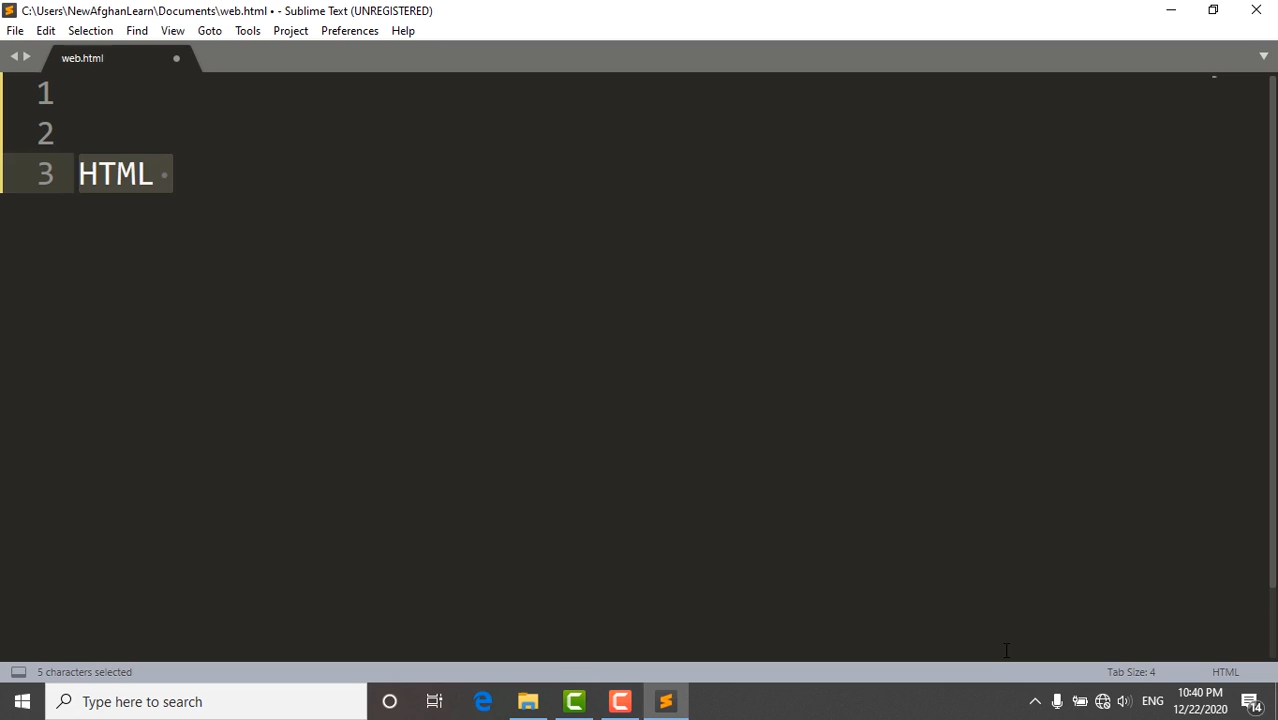 C:\Users\NewAfghanLearn\Documents\web.html • - Sublime Text (UNREGISTERED)
File Edit Selection Find View Goto Tools Project Preferences Help
web.html
1
2
3 HTML
5 characters selected Tab Size: 4 HTML
Type here to search ENG 10:40 PM 14
12/22/2020